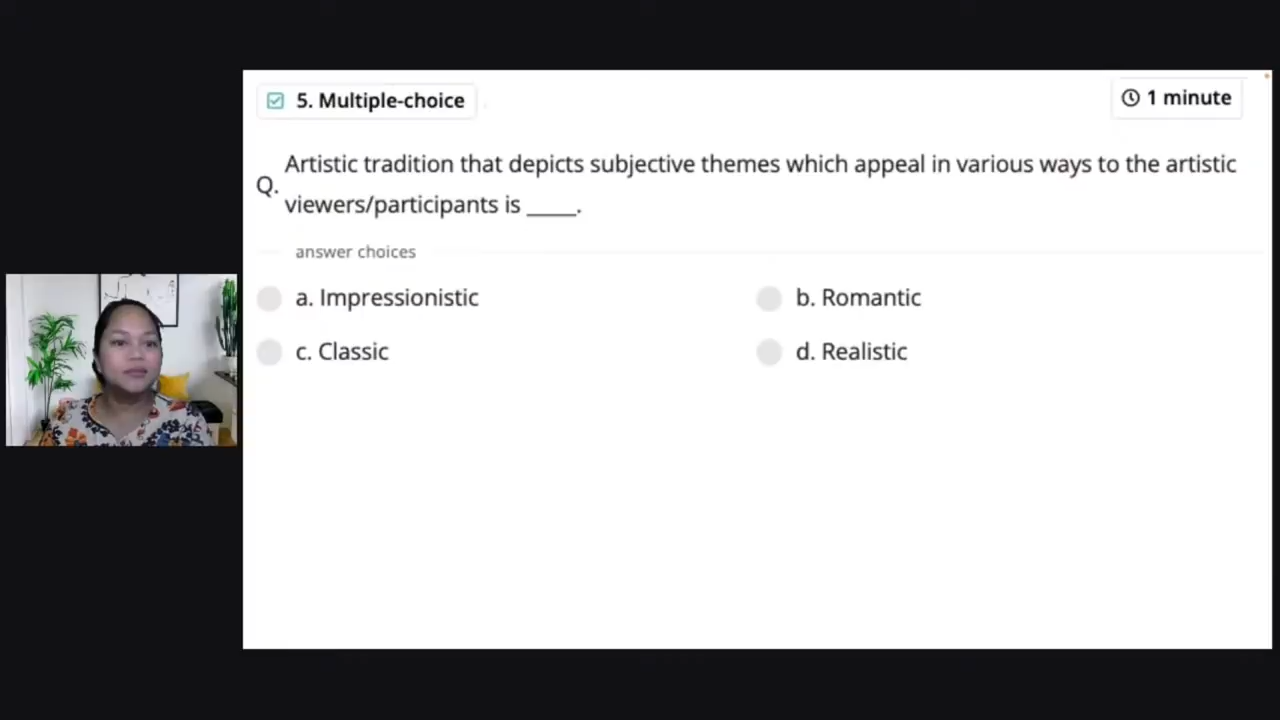 5. Multiple-choice
1 minute
Q.
Artistic tradition that depicts subjective themes which appeal in various ways to the artistic
viewers/participants is _____.
answer choices
a. Impressionistic
b. Romantic
c. Classic
d. Realistic